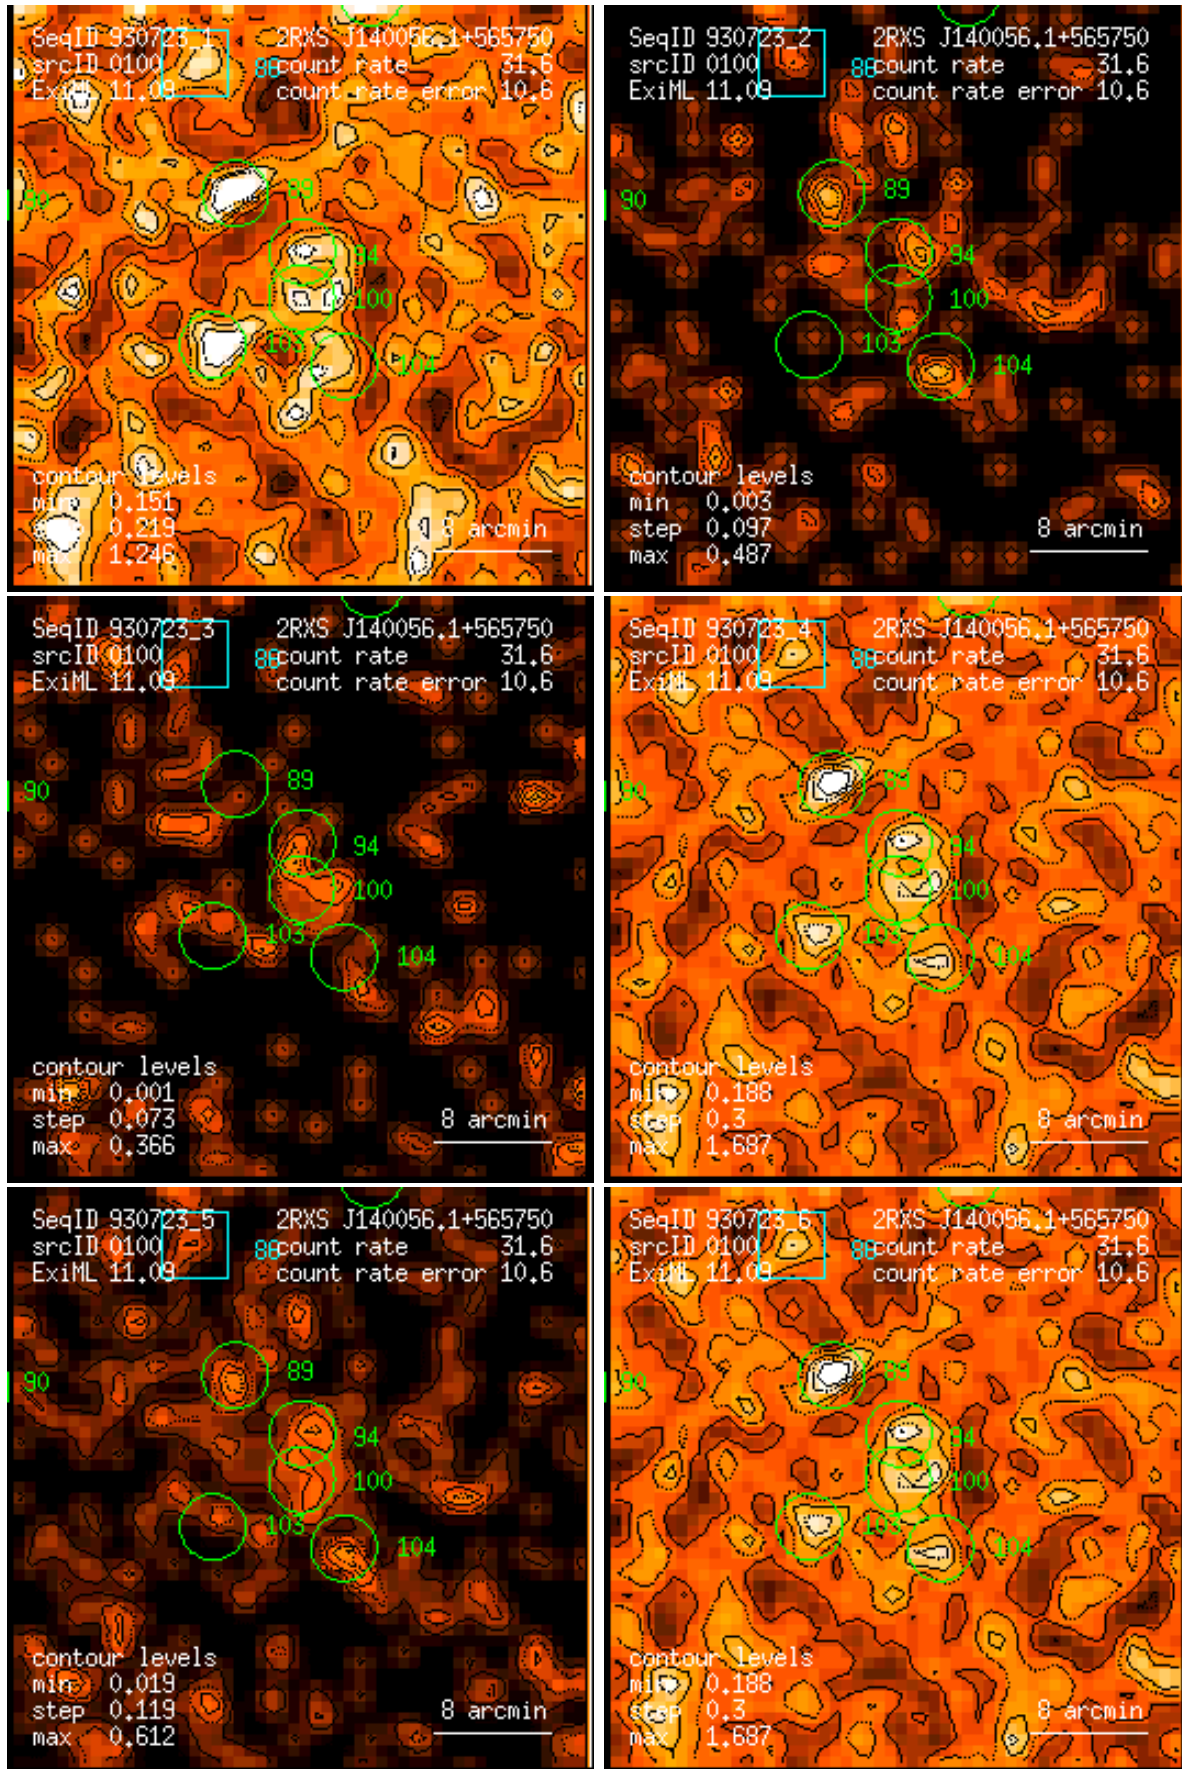 SeqID 930723_1 2RXS J140056.1+565750
srcID 0100 88 count rate 31.6
ExiML 11.09 count rate error 10.6
90 89
94
100
103
104
contour levels
min 0.151
step 0.219 8 arcmin
max 1.246
SeqID 930723_2 2RXS J140056.1+565750
srcID 0100 88 count rate 31.6
ExiML 11.09 count rate error 10.6
90 89
94
100
103
104
contour levels
min 0.003
step 0.097 8 arcmin
max 0.487
SeqID 930723_3 2RXS J140056.1+565750
srcID 0100 88 count rate 31.6
ExiML 11.09 count rate error 10.6
90 89
94
100
103
104
contour levels
min 0.001
step 0.073 8 arcmin
max 0.366
SeqID 930723_4 2RXS J140056.1+565750
srcID 0100 88 count rate 31.6
ExiML 11.09 count rate error 10.6
90 89
94
100
103
104
contour levels
min 0.188
step 0.3 8 arcmin
max 1.687
SeqID 930723_5 2RXS J140056.1+565750
srcID 0100 88 count rate 31.6
ExiML 11.09 count rate error 10.6
90 89
94
100
103
104
contour levels
min 0.019
step 0.119 8 arcmin
max 0.612
SeqID 930723_6 2RXS J140056.1+565750
srcID 0100 88 count rate 31.6
ExiML 11.09 count rate error 10.6
90 89
94
100
103
104
contour levels
min 0.188
step 0.3 8 arcmin
max 1.687